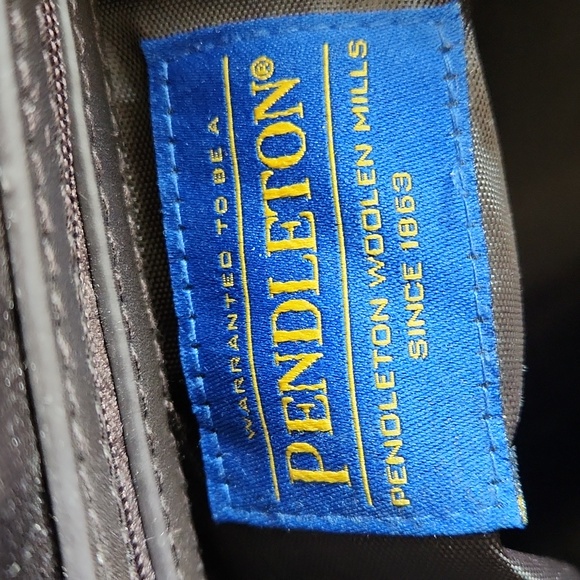 WARRANTED TO BE A
PENDLETON®
PENDLETON WOOLEN MILLS
SINCE 1863